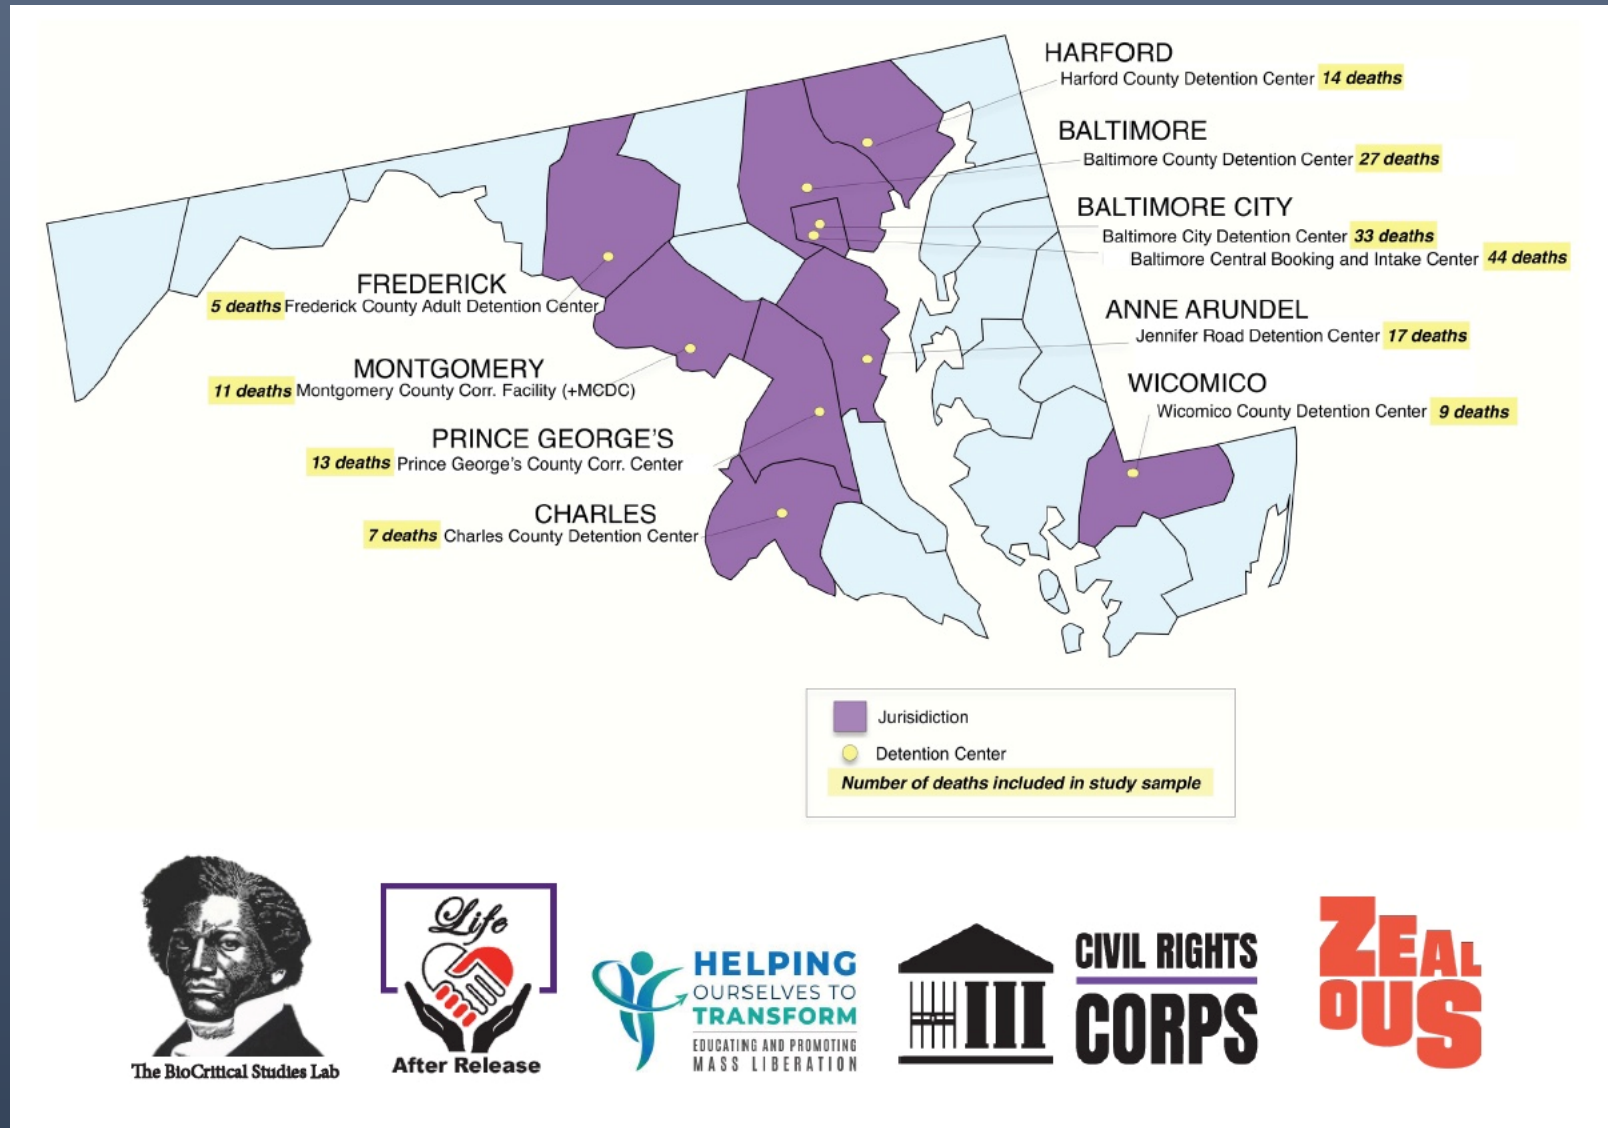 HARFORD
Harford County Detention Center 14 deaths
BALTIMORE
Baltimore County Detention Center 27 deaths
BALTIMORE CITY
Baltimore City Detention Center 33 deaths
Baltimore Central Booking and Intake Center 44 deaths
ANNE ARUNDEL
Jennifer Road Detention Center 17 deaths
WICOMICO
Wicomico County Detention Center 9 deaths
FREDERICK
5 deaths Frederick County Adult Detention Center
MONTGOMERY
11 deaths Montgomery County Corr. Facility (+MCDC)
PRINCE GEORGE'S
13 deaths Prince George's County Corr. Center
CHARLES
7 deaths Charles County Detention Center
Jurisidiction
Detention Center
Number of deaths included in study sample
The BioCritical Studies Lab
Life
After Release
HELPING
OURSELVES TO
TRANSFORM
EDUCATING AND PROMOTING
MASS LIBERATION
CIVIL RIGHTS
CORPS
ZEAL
OUS